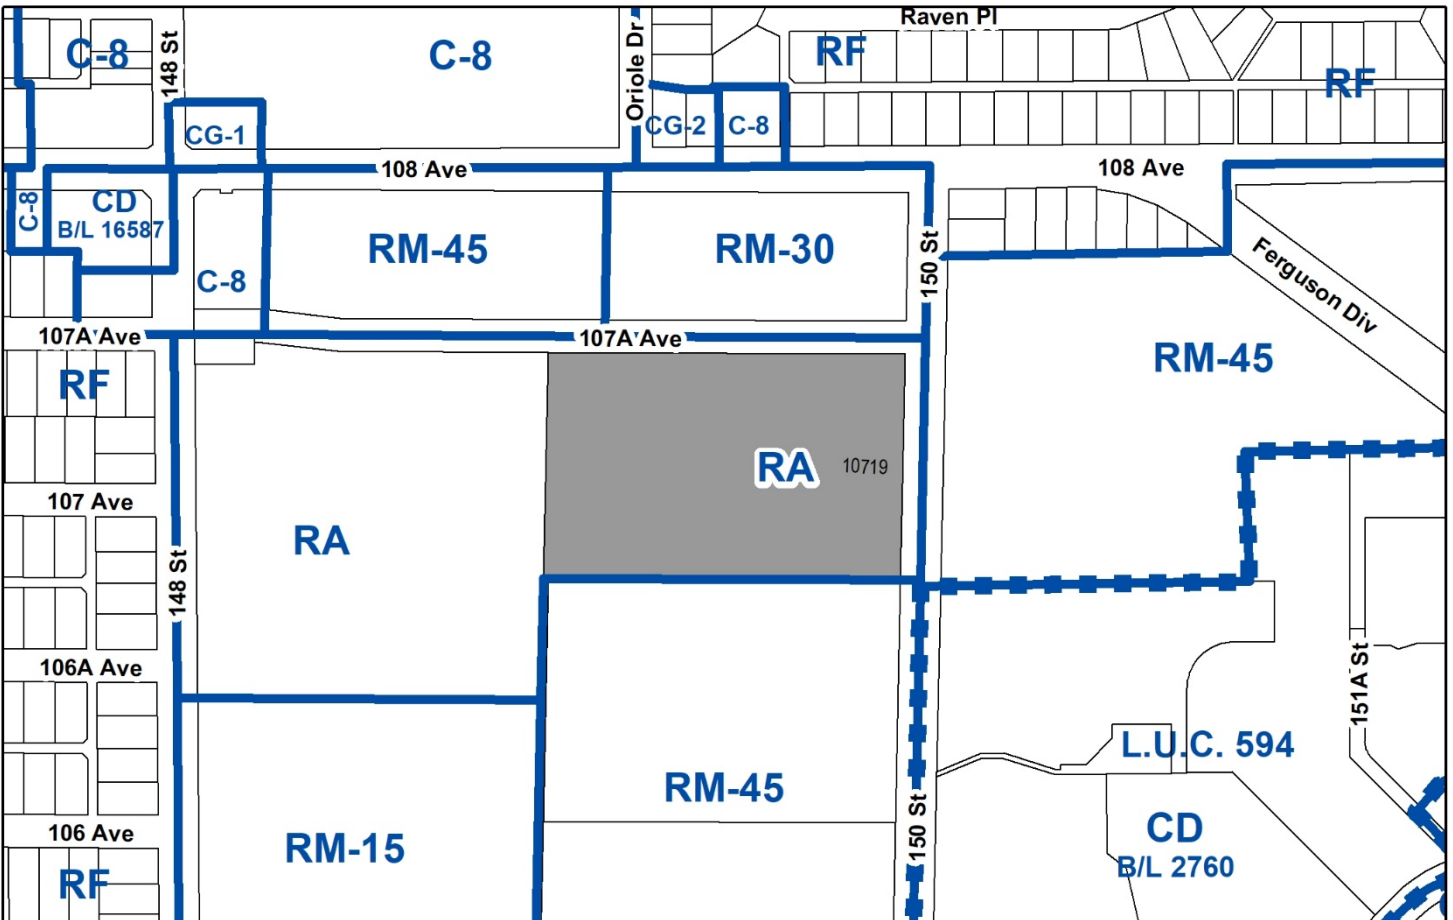 Raven Pl
C-8
148 St
C-8
Oriole Dr
RF
RF
CG-1
CG-2
C-8
108 Ave
108 Ave
C-8
CD
B/L 16587
RM-45
RM-30
150 St
Ferguson Div
C-8
107A Ave
107A Ave
RF
RM-45
RA
10719
107 Ave
RA
148 St
106A Ave
151A St
L.U.C. 594
RM-45
150 St
106 Ave
RM-15
CD
B/L 2760
RF